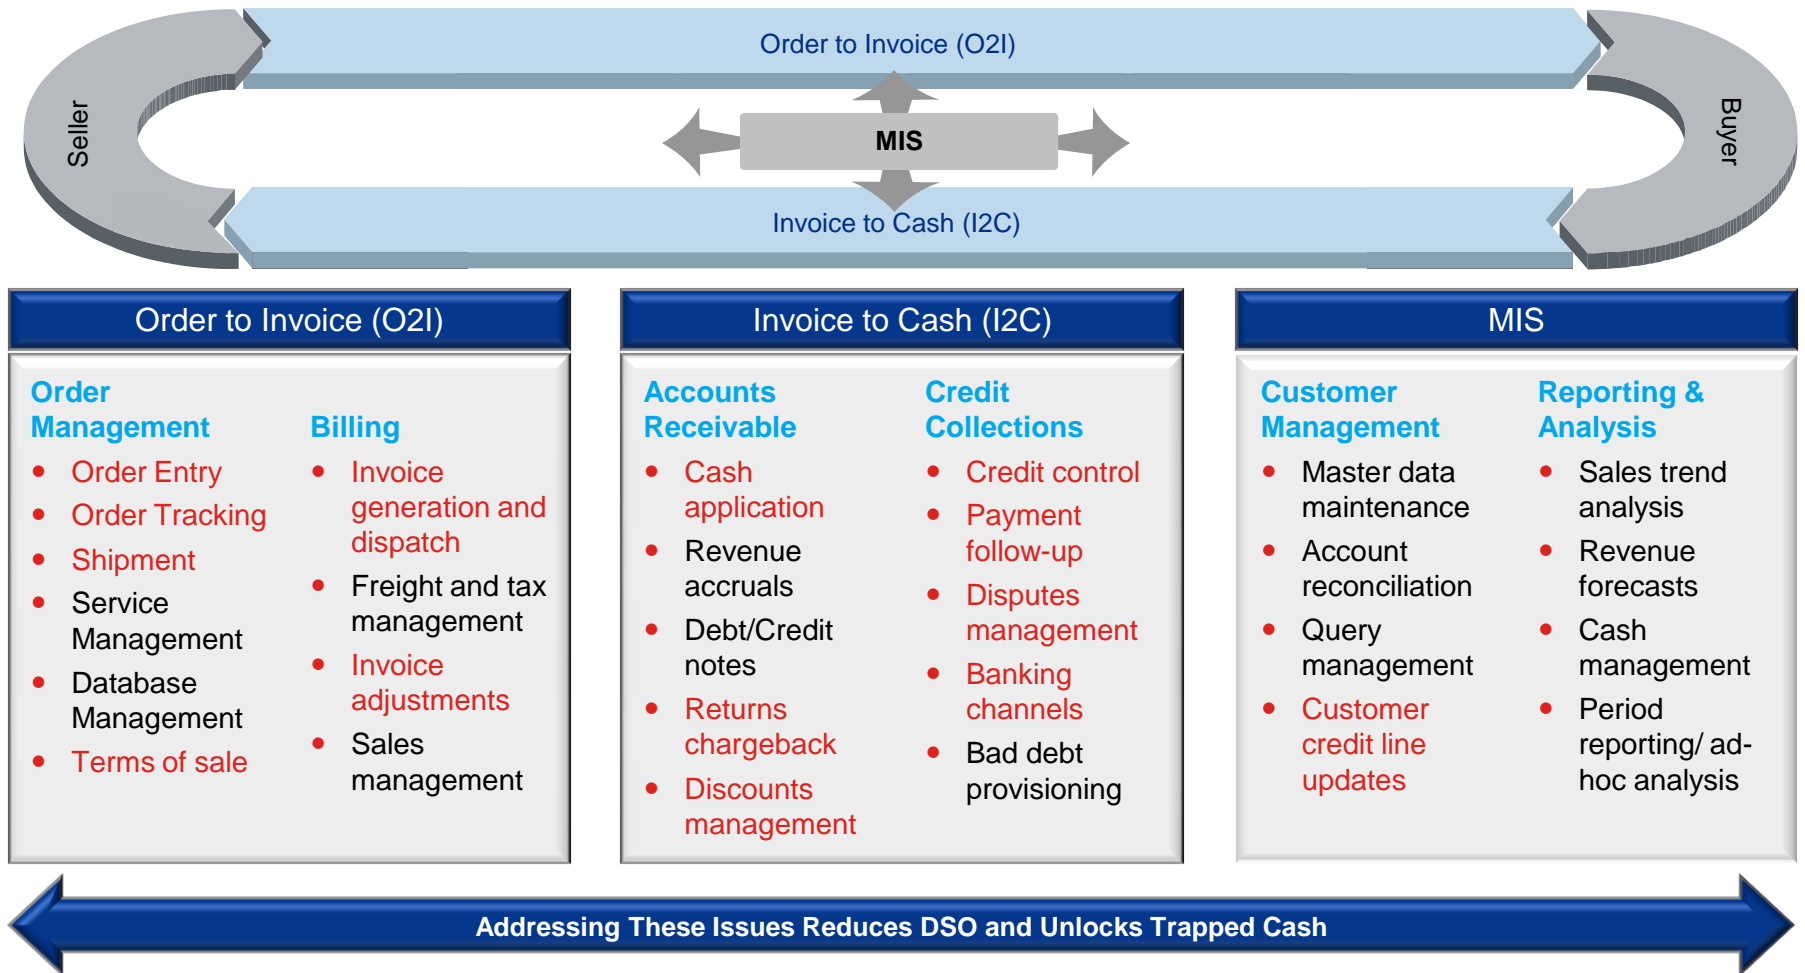 Order to Invoice (O2I)
Seller
MIS
Buyer
Invoice to Cash (I2C)
Order to Invoice (O2I)
Order
Management
• Order Entry
• Order Tracking
• Shipment
• Service
Management
• Database
Management
• Terms of sale
Billing
• Invoice
generation and
dispatch
• Freight and tax
management
• Invoice
adjustments
• Sales
management
Invoice to Cash (I2C)
Accounts
Receivable
• Cash
application
• Revenue
accruals
• Debt/Credit
notes
• Returns
chargeback
• Discounts
management
Credit
Collections
• Credit control
• Payment
follow-up
• Disputes
management
• Banking
channels
• Bad debt
provisioning
MIS
Customer
Management
• Master data
maintenance
• Account
reconciliation
• Query
management
• Customer
credit line
updates
Reporting &
Analysis
• Sales trend
analysis
• Revenue
forecasts
• Cash
management
• Period
reporting/ ad-
hoc analysis
Addressing These Issues Reduces DSO and Unlocks Trapped Cash